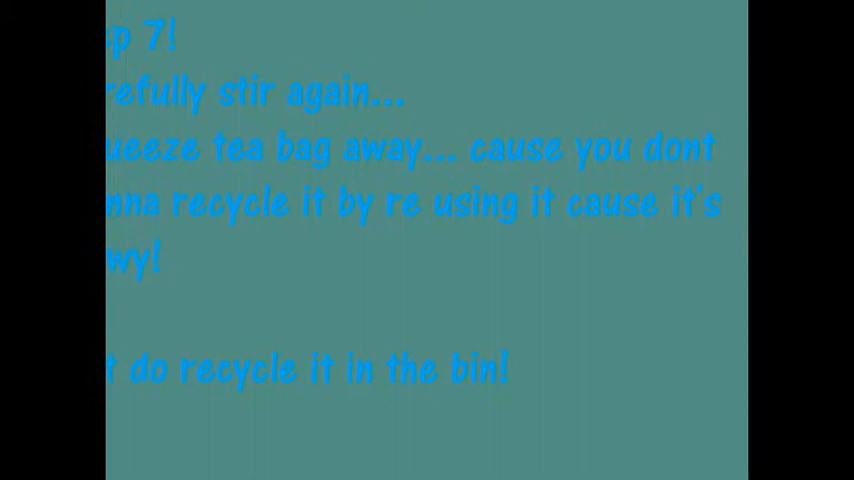 p 7!
refully stir again...
ueeze tea bag away... cause you dont
nna recycle it by re using it cause it's
wy!
t do recycle it in the bin!